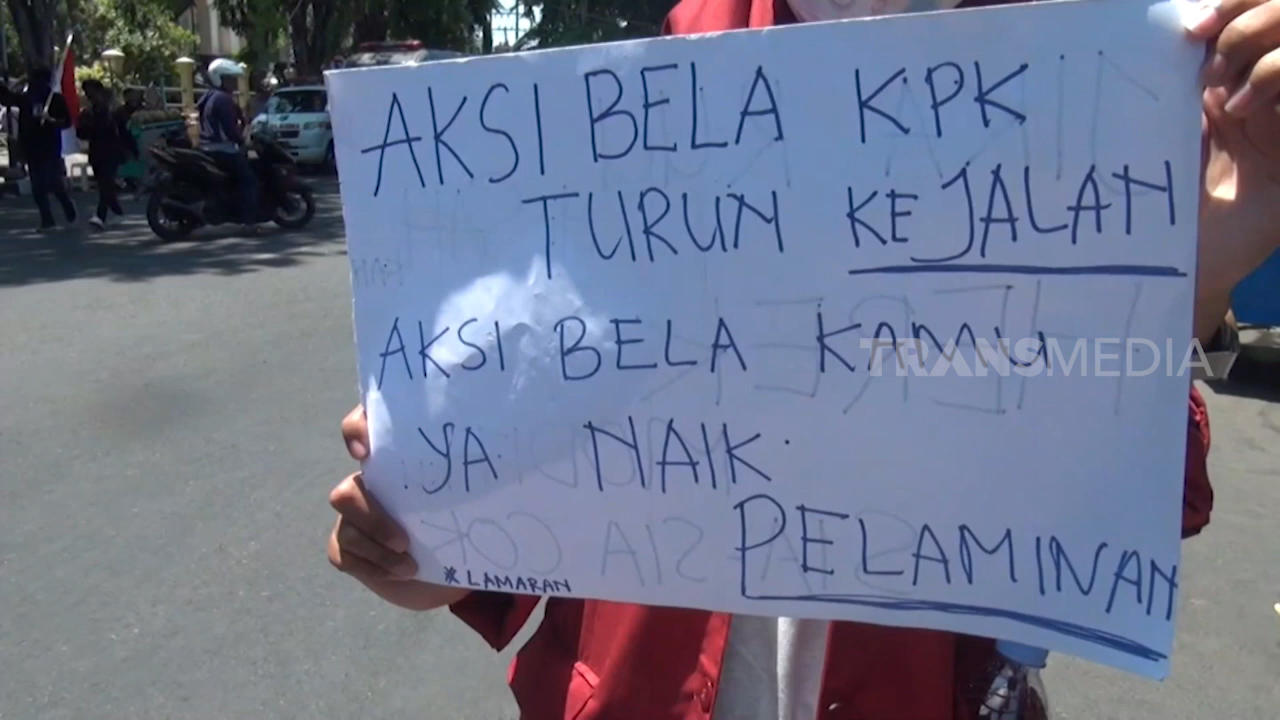 AKSI BELA KPK
TURUN KE JALAN
AKSI BELA KAMU
YA NAIK
PELAMINAN
* LAMARAN
TRANSMEDIA